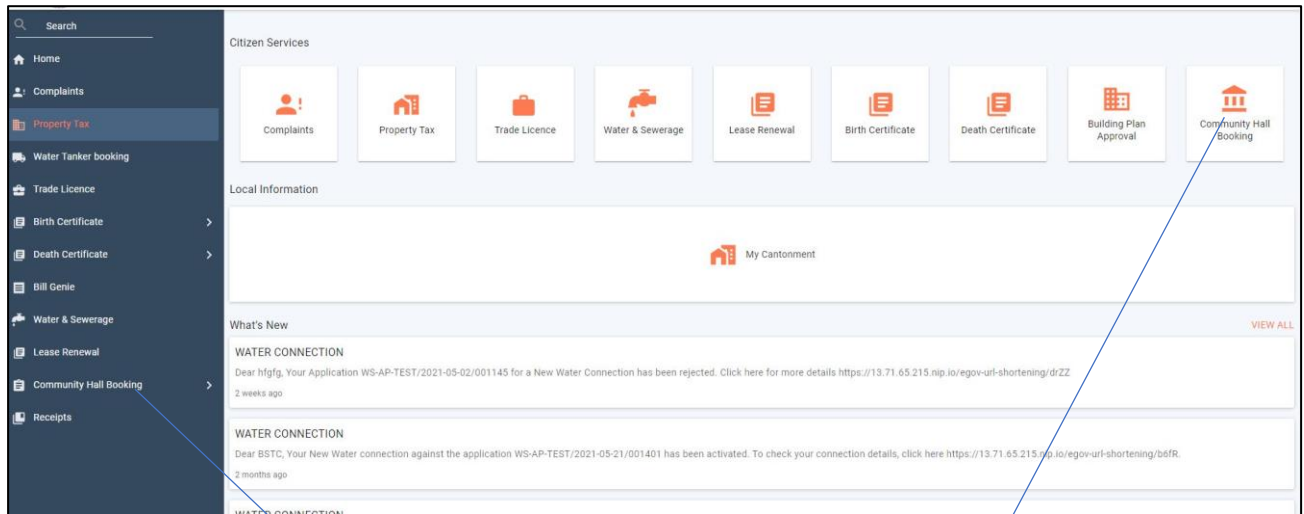 Search
Home
Complaints
Property Tax
Water Tanker booking
Trade Licence
Birth Certificate
Death Certificate
Bill Genie
Water & Sewerage
Lease Renewal
Community Hall Booking
Receipts
Citizen Services
Complaints
Property Tax
Trade Licence
Water & Sewerage
Lease Renewal
Birth Certificate
Death Certificate
Building Plan
Approval
Community Hall
Booking
Local Information
My Cantonment
What's New
VIEW ALL
WATER CONNECTION
Dear hfgfg, Your Application WS-AP-TEST/2021-05-02/001145 for a New Water Connection has been rejected. Click here for more details https://13.71.65.215.nip.io/egov-url-shortening/drZZ
2 weeks ago
WATER CONNECTION
Dear BSTC, Your New Water connection against the application WS-AP-TEST/2021-05-21/001401 has been activated. To check your connection details, click here https://13.71.65.215.nip.io/egov-url-shortening/b6fR.
2 months ago
WATER CONNECTION